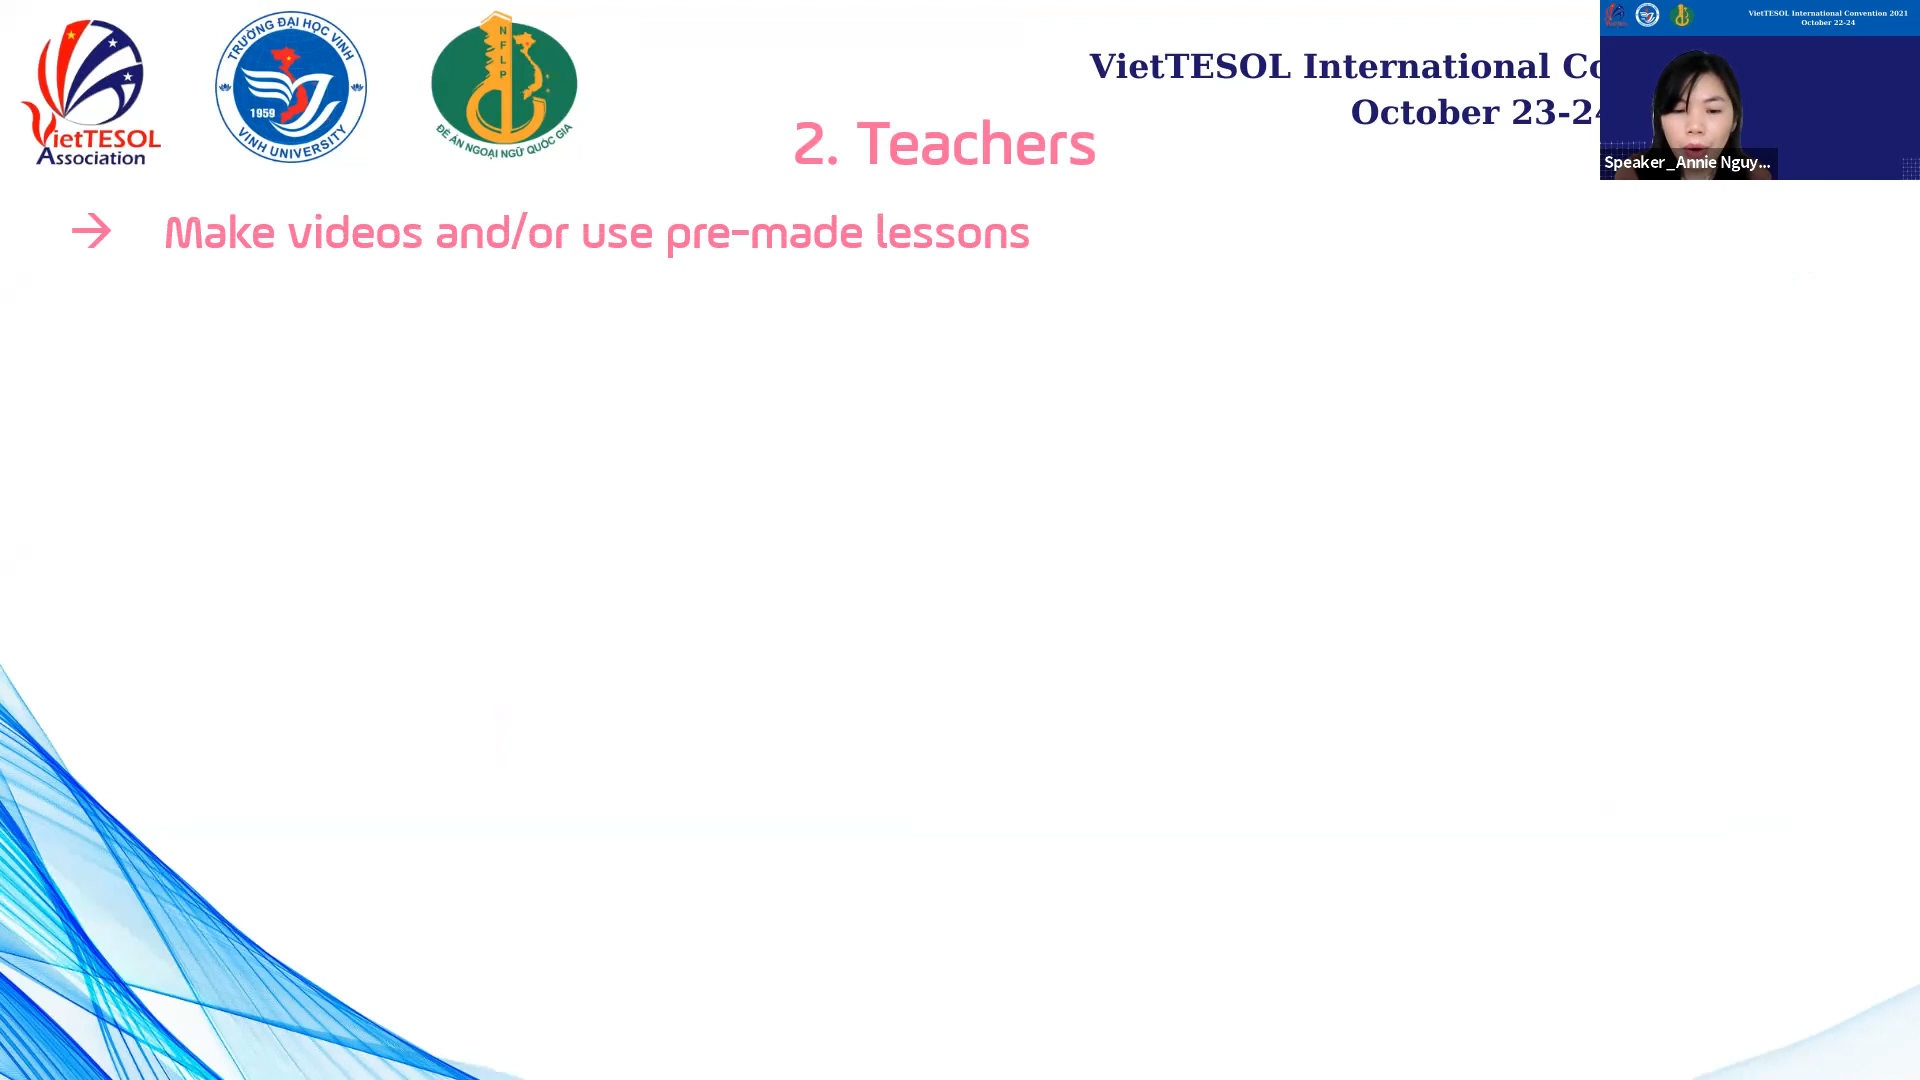 VietTESOL
Association
TRƯỜNG ĐẠI HỌC VINH
1959
VINH UNIVERSITY
NFLP
ĐỀ ÁN NGOẠI NGỮ QUỐC GIA
VietTESOL International Co
October 23-24
VietTESOL International Convention 2021
October 22-24
Speaker_Annie Nguy...
2. Teachers
→ Make videos and/or use pre-made lessons